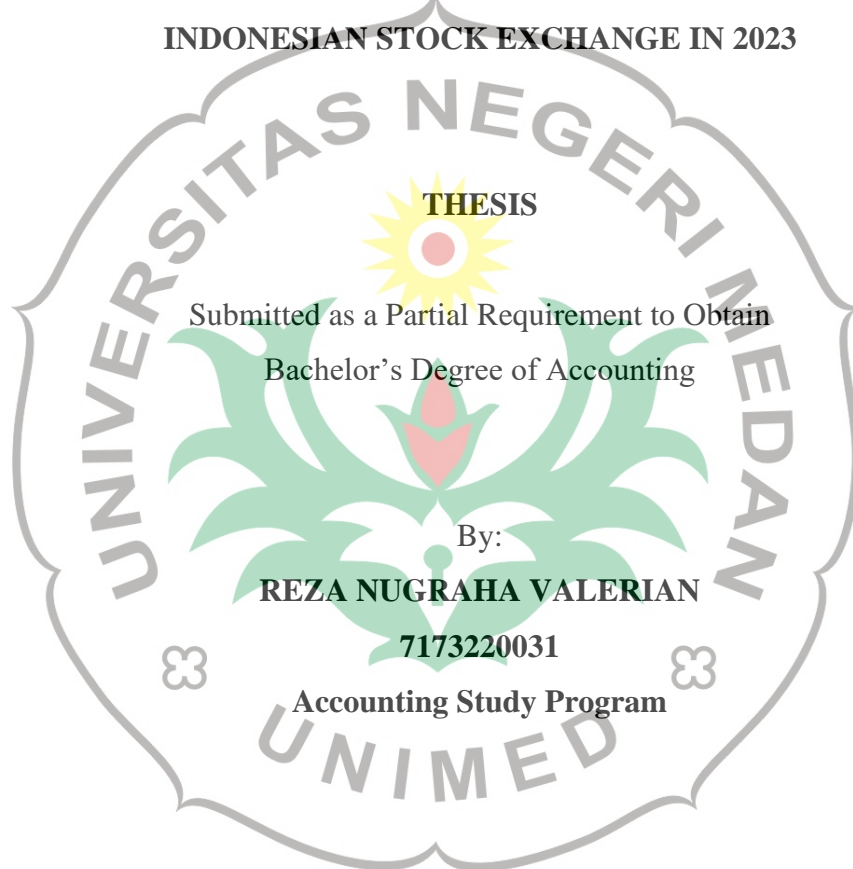 INDONESIAN STOCK EXCHANGE IN 2023
UNIVERSITAS NEGERI MEDAN
THESIS
Submitted as a Partial Requirement to Obtain
Bachelor’s Degree of Accounting
By:
REZA NUGRAHA VALERIAN
7173220031
Accounting Study Program
UNIMED